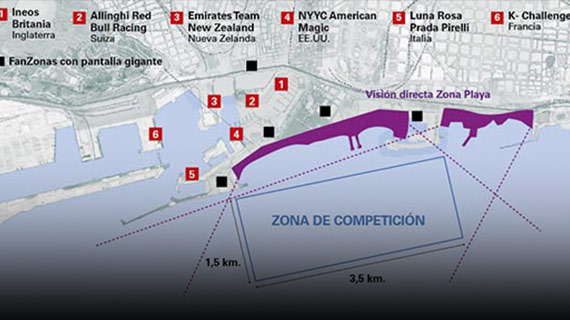 1 Ineos
Britania
Inglaterra
2 Allinghi Red
Bull Racing
Suiza
3 Emirates Team
New Zealand
Nueva Zelanda
4 NYYC American
Magic
EE.UU.
5 Luna Rosa
Prada Pirelli
Italia
6 K- Challenge
Francia
FanZonas con pantalla gigante
Visión directa Zona Playa
1
2
3
4
5
6
ZONA DE COMPETICIÓN
1,5 km.
3,5 km.